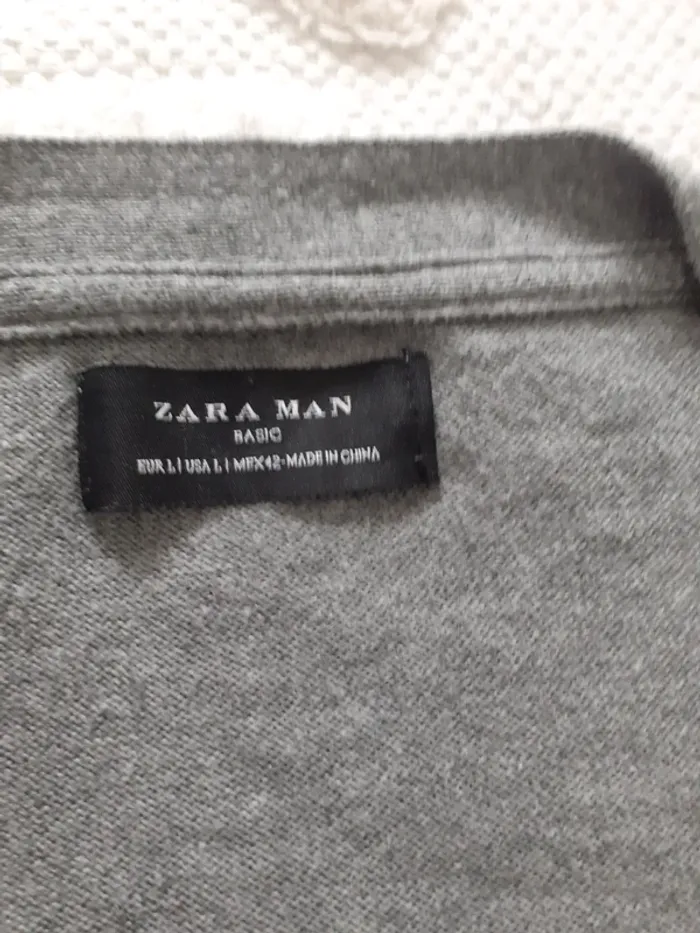 ZARA MAN
BASIC
EUR L | USA L | MEX 42-MADE IN CHINA